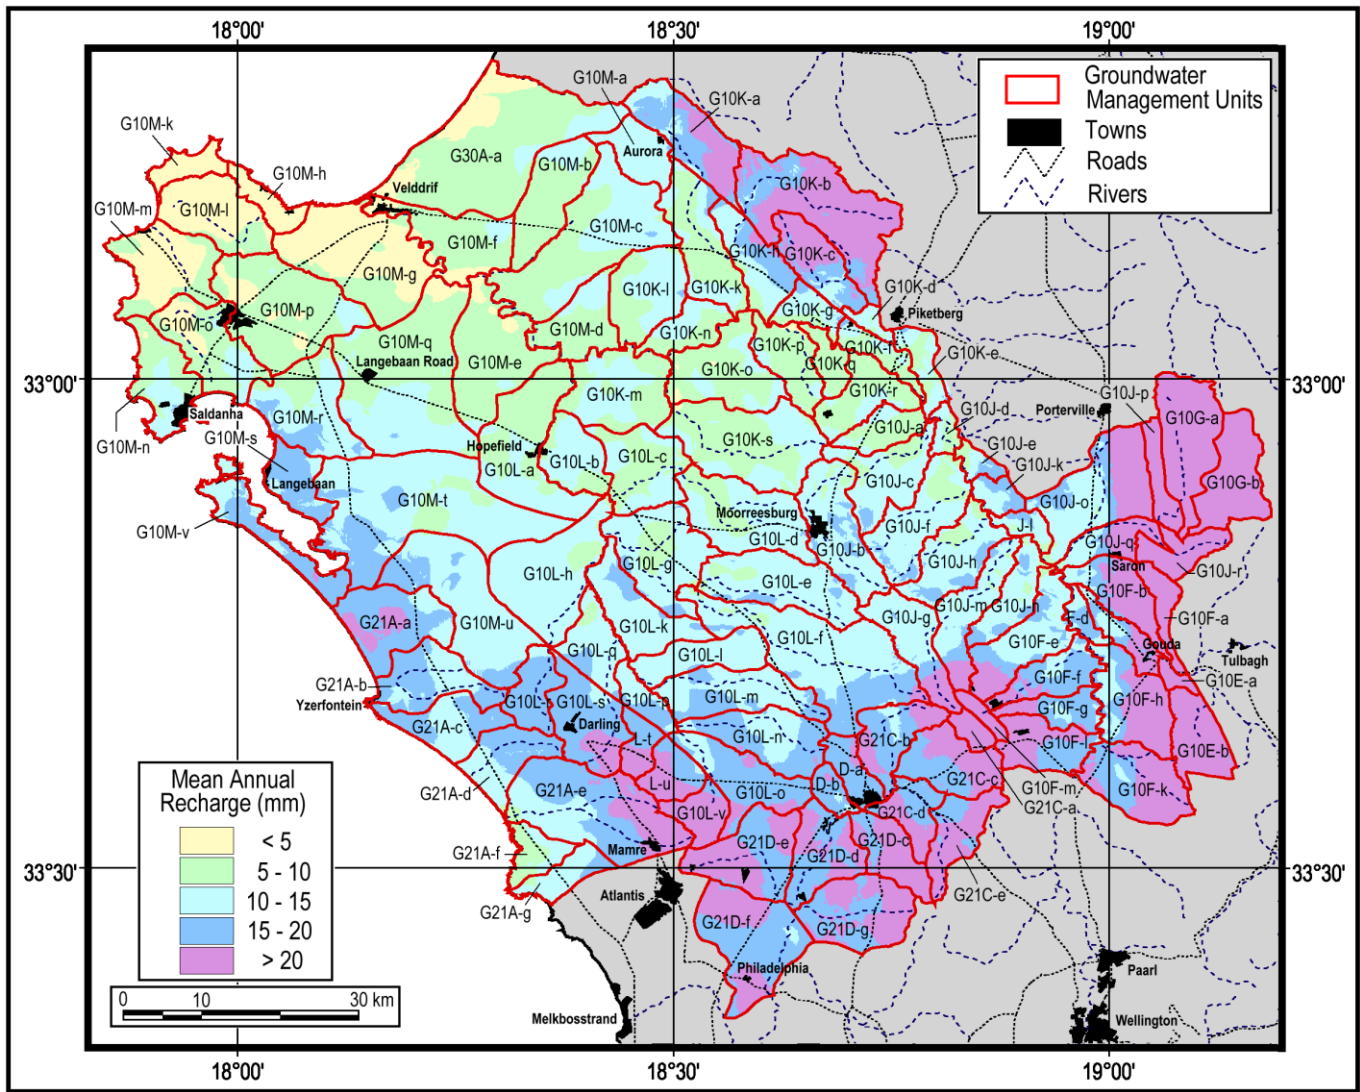 18°00'
18°50'
19°00'
G10M-a
G10K-a
Groundwater
Management Units
Towns
Roads
Rivers
G10M-k
G10M-h
G30A-a
G10M-b
Aurora
G10K-b
Velddrif
G10M-m
G10M-l
G10M-c
G10M-f
G10K-h
G10K-c
G10M-g
G10K-l
G10K-k
G10K-d
G10K-g
Piketberg
G10M-o
G10M-p
G10M-d
G10K-n
G10K-p
G10K-f
G10K-e
G10M-q
Langebaan Road
G10M-e
G10K-o
G10K-q
G10K-r
33°00'
33°00'
G10K-m
G10J-p
G10J-d
Porterville
G10G-a
Saldanha
G10M-r
G10M-n
G10M-s
G10J-a
G10K-s
G10J-e
Hopefield
G10L-a
G10L-b
G10L-c
G10J-k
Langebaan
G10J-c
G10G-b
G10M-t
G10J-o
G10M-v
Moorreesburg
G10J-f
J-l
G10L-d
G10J-b
G10J-q
Saron
G10L-g
G10J-h
G10J-r
G10L-h
G10L-e
G10F-b
G10J-m
G10J-n
G21A-a
G10M-u
G10L-k
G10L-f
G10J-g
F-d
G10F-a
G10L-q
G10L-l
G10F-e
Gouda
Tulbagh
G21A-b
G10F-f
G10E-a
Yzerfontein
G10L-r
G10L-s
G10L-p
G10L-m
G10F-h
G21A-c
Darling
G10F-g
L-t
G10L-n
G21C-b
G10F-l
G10E-b
Mean Annual
Recharge (mm)
< 5
5 - 10
10 - 15
15 - 20
> 20
G21A-d
G21A-e
L-u
G10L-o
D-a
D-b
G21C-c
G10F-m
G10F-k
G21C-a
G10L-v
G21C-d
G21A-f
Mamre
G21D-e
G21D-d
G21D-c
33°50'
33°50'
G21C-e
G21A-g
Atlantis
G21D-f
G21D-g
Philadelphia
Paarl
0 10 30 km
Melkbosstrand
Wellington
18°00'
18°50'
19°00'